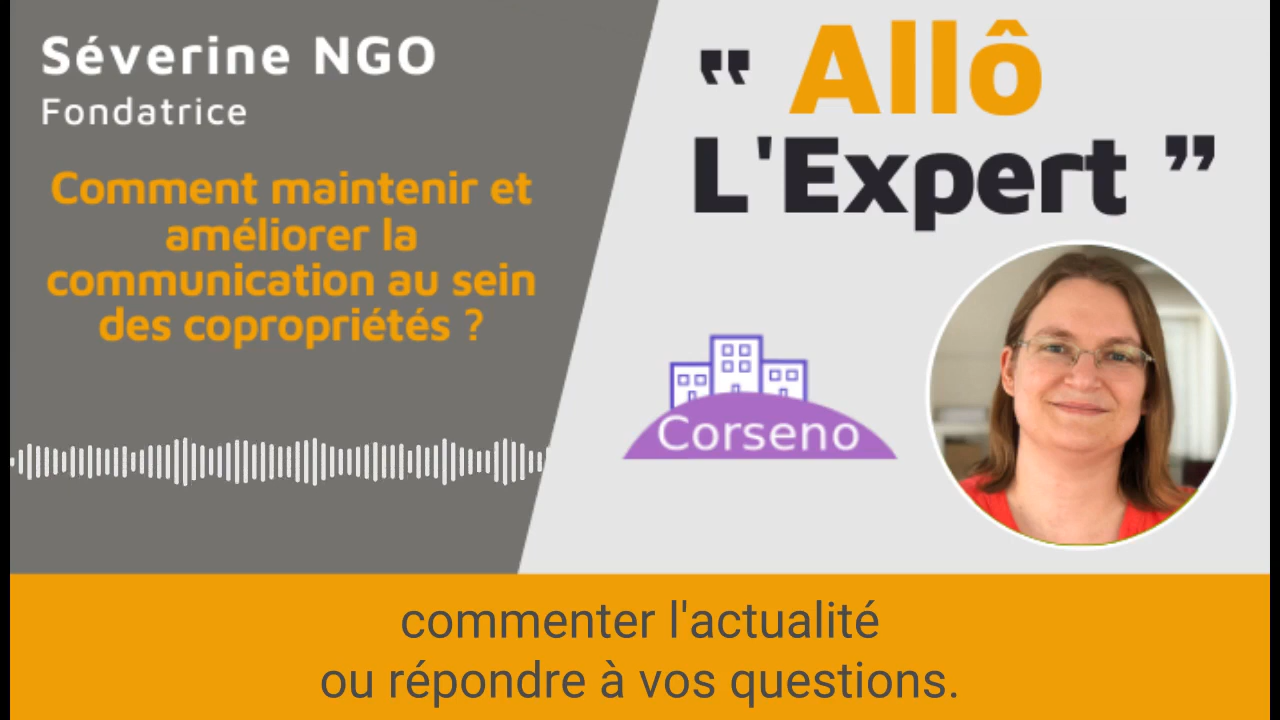 Séverine NGO
Fondatrice
Comment maintenir et
améliorer la
communication au sein
des copropriétés ?
" Allô
L'Expert "
Corseno
commenter l'actualité
ou répondre à vos questions.